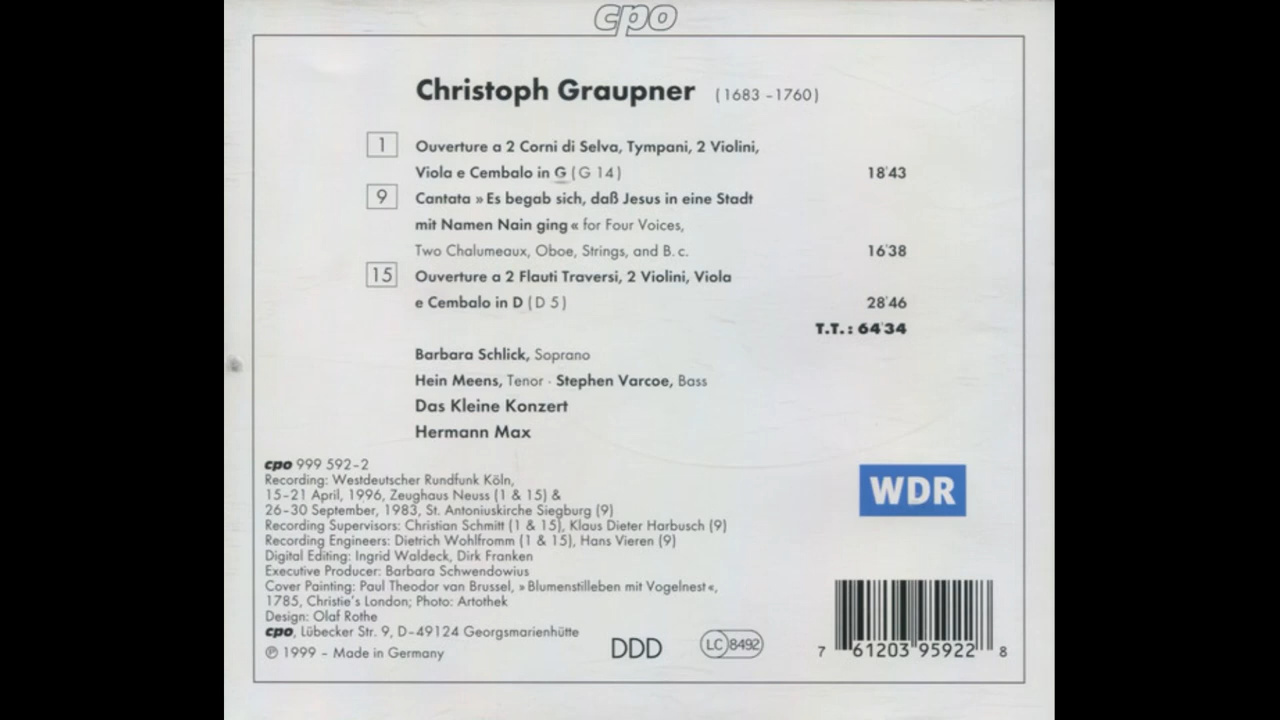 cpo
Christoph Graupner (1683 – 1760)
1 Ouverture a 2 Corni di Selva, Tympani, 2 Violini,
Viola e Cembalo in G (G 14) 18'43
9 Cantata »Es begab sich, daß Jesus in eine Stadt
mit Namen Nain ging« for Four Voices,
Two Chalumeaux, Oboe, Strings, and B. c. 16'38
15 Ouverture a 2 Flauti Traversi, 2 Violini, Viola
e Cembalo in D (D 5) 28'46
T.T.: 64'34
Barbara Schlick, Soprano
Hein Meens, Tenor · Stephen Varcoe, Bass
Das Kleine Konzert
Hermann Max
cpo 999 592–2
Recording: Westdeutscher Rundfunk Köln,
15–21 April, 1996, Zeughaus Neuss (1 & 15) &
26–30 September, 1983, St. Antoniuskirche Siegburg (9)
Recording Supervisors: Christian Schmitt (1 & 15), Klaus Dieter Harbusch (9)
Recording Engineers: Dietrich Wohlfromm (1 & 15), Hans Vieren (9)
Digital Editing: Ingrid Waldeck, Dirk Franken
Executive Producer: Barbara Schwendowius
Cover Painting: Paul Theodor van Brussel, »Blumenstilleben mit Vogelnest«,
1785, Christie's London; Photo: Artothek
Design: Olaf Rothe
cpo, Lübecker Str. 9, D–49124 Georgsmarienhütte
℗ 1999 – Made in Germany
DDD
LC 8492
WDR
7 61203 95922 8